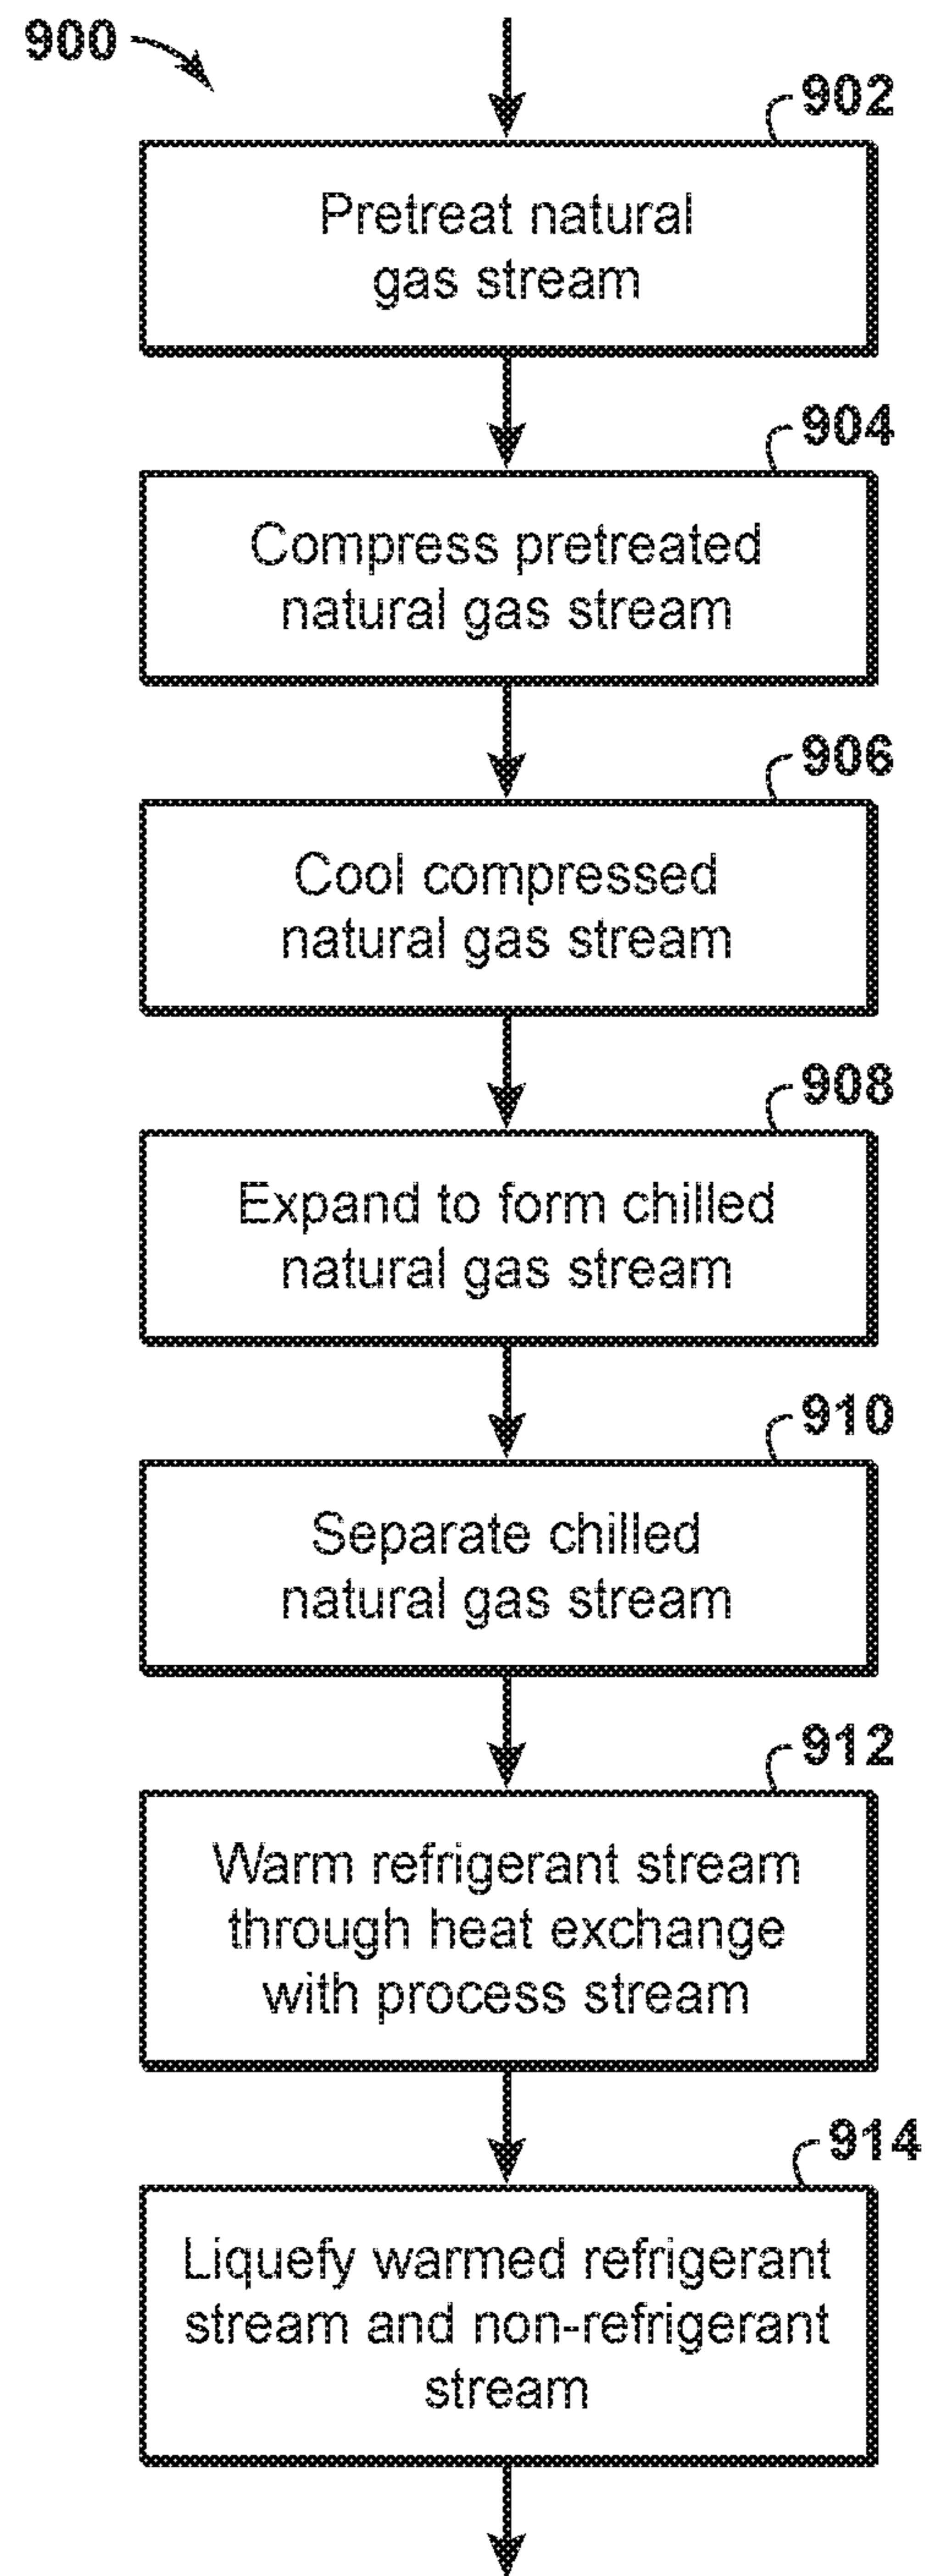 900
902
Pretreat natural
gas stream
904
Compress pretreated
natural gas stream
906
Cool compressed
natural gas stream
908
Expand to form chilled
natural gas stream
910
Separate chilled
natural gas stream
912
Warm refrigerant stream
through heat exchange
with process stream
914
Liquefy warmed refrigerant
stream and non-refrigerant
stream